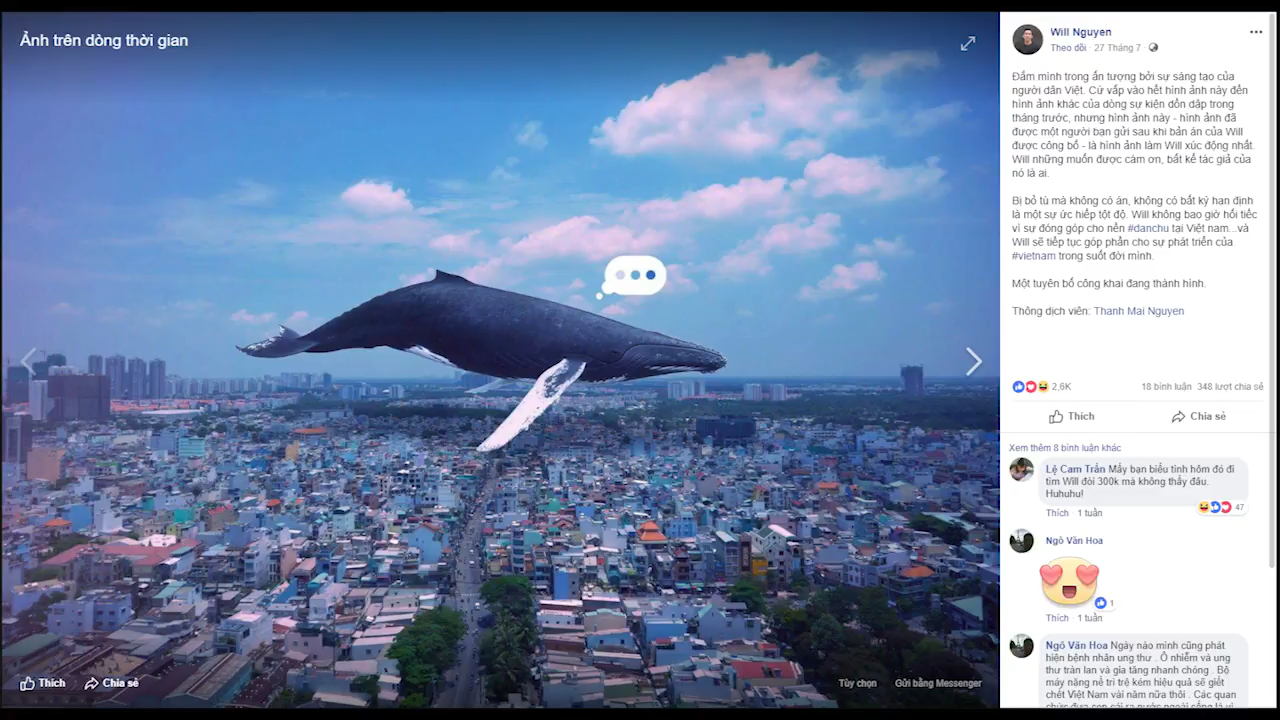 Ảnh trên dòng thời gian
Will Nguyen
Theo dõi · 27 Tháng 7 ·
Đắm mình trong ấn tượng bởi sự sáng tạo của
người dân Việt. Cứ vấp vào hết hình ảnh này đến
hình ảnh khác của dòng sự kiện dồn dập trong
tháng trước, nhưng hình ảnh này - hình ảnh đã
được một người bạn gửi sau khi bản án của Will
được công bố - là hình ảnh làm Will xúc động nhất.
Will những muốn được cám ơn, bất kể tác giả của
nó là ai.
Bị bỏ tù mà không có án, không có bất kỳ hạn định
là một sự ức hiếp tột độ. Will không bao giờ hối tiếc
vì sự đóng góp cho nền #danchu tại Việt nam...và
Will sẽ tiếp tục góp phần cho sự phát triển của
#vietnam trong suốt đời mình.
Một tuyên bố công khai đang thành hình.
Thông dịch viên: Thanh Mai Nguyen
2,6K
18 bình luận 348 lượt chia sẻ
Thích Chia sẻ
Xem thêm 8 bình luận khác
Lệ Cam Trần Mấy bạn biểu tình hôm đó đi
tìm Will đòi 300k mà không thấy đâu.
Huhuhu!
47
Thích · 1 tuần
Ngô Văn Hoa
1
Thích · 1 tuần
Ngô Văn Hoa Ngày nào mình cũng phát
hiện bệnh nhân ung thư . Ô nhiễm và ung
thư tràn lan và gia tăng nhanh chóng . Bộ
máy nặng nề trì trệ kém hiệu quả sẽ giết
chết Việt Nam vài năm nữa thôi . Các quan
chức đưa con cái ra nước ngoài sống là vì
Thích Chia sẻ
Tùy chọn Gửi bằng Messenger